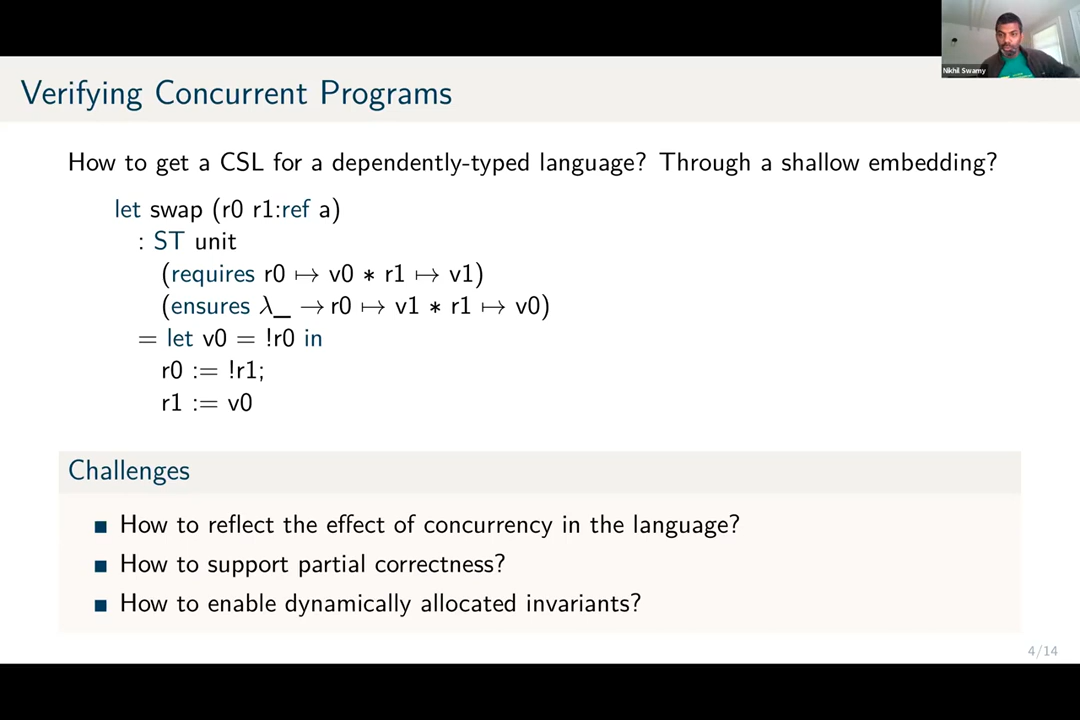 Nikhil Swamy
Verifying Concurrent Programs
How to get a CSL for a dependently-typed language? Through a shallow embedding?
let swap (r0 r1:ref a)
: ST unit
(requires r0 ↦ v0 * r1 ↦ v1)
(ensures λ_ → r0 ↦ v1 * r1 ↦ v0)
= let v0 = !r0 in
r0 := !r1;
r1 := v0
Challenges
■ How to reflect the effect of concurrency in the language?
■ How to support partial correctness?
■ How to enable dynamically allocated invariants?
4/14